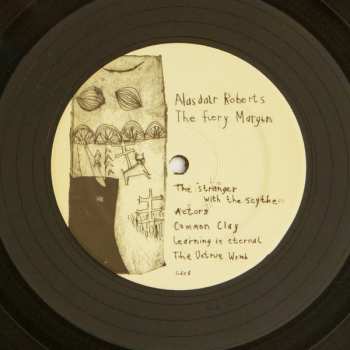 Alasdair Roberts
The fiery Margin
The stranger
with the scythe
Actors
Common Clay
Learning is eternal
The Untrue Womb